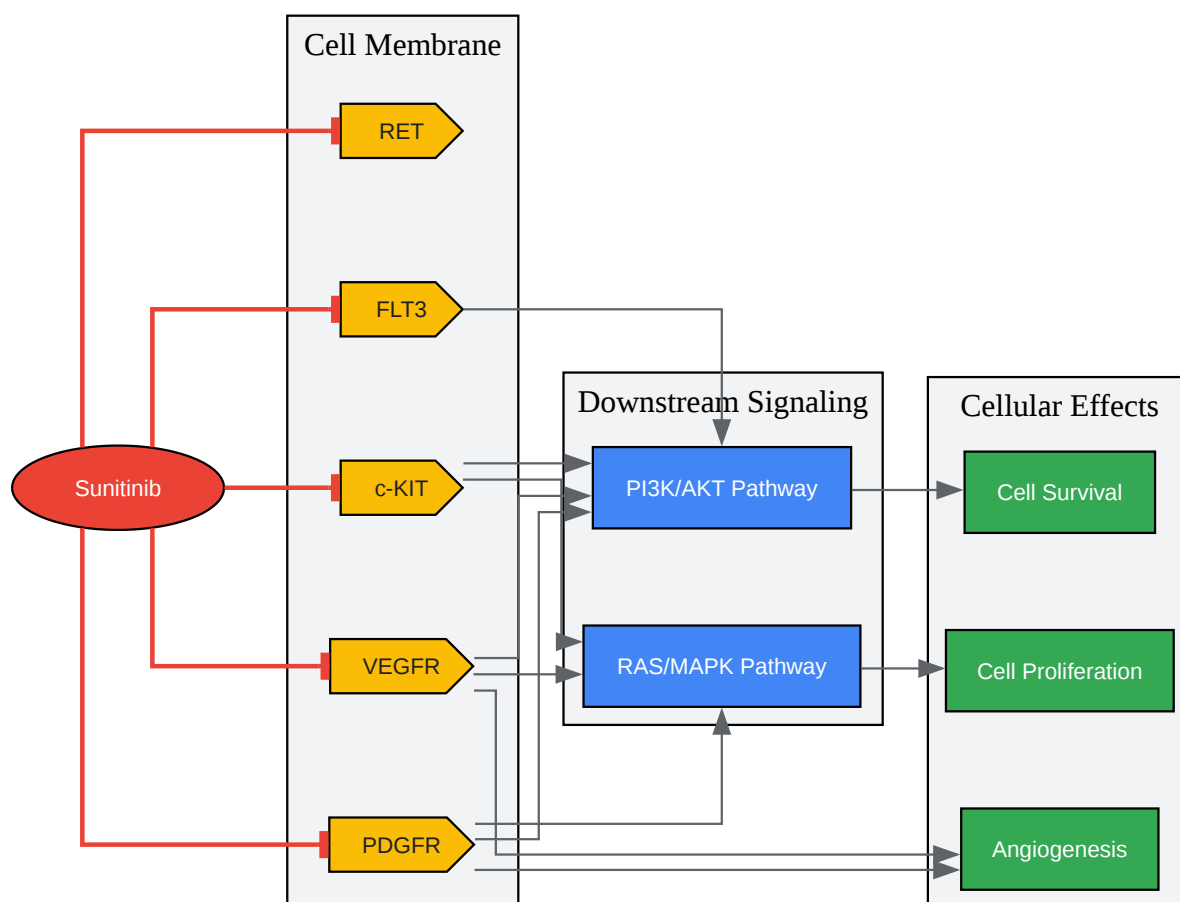 Cell Membrane
RET
FLT3
Downstream Signaling
Cellular Effects
Sunitinib
c-KIT
PI3K/AKT Pathway
Cell Survival
VEGFR
RAS/MAPK Pathway
Cell Proliferation
PDGFR
Angiogenesis